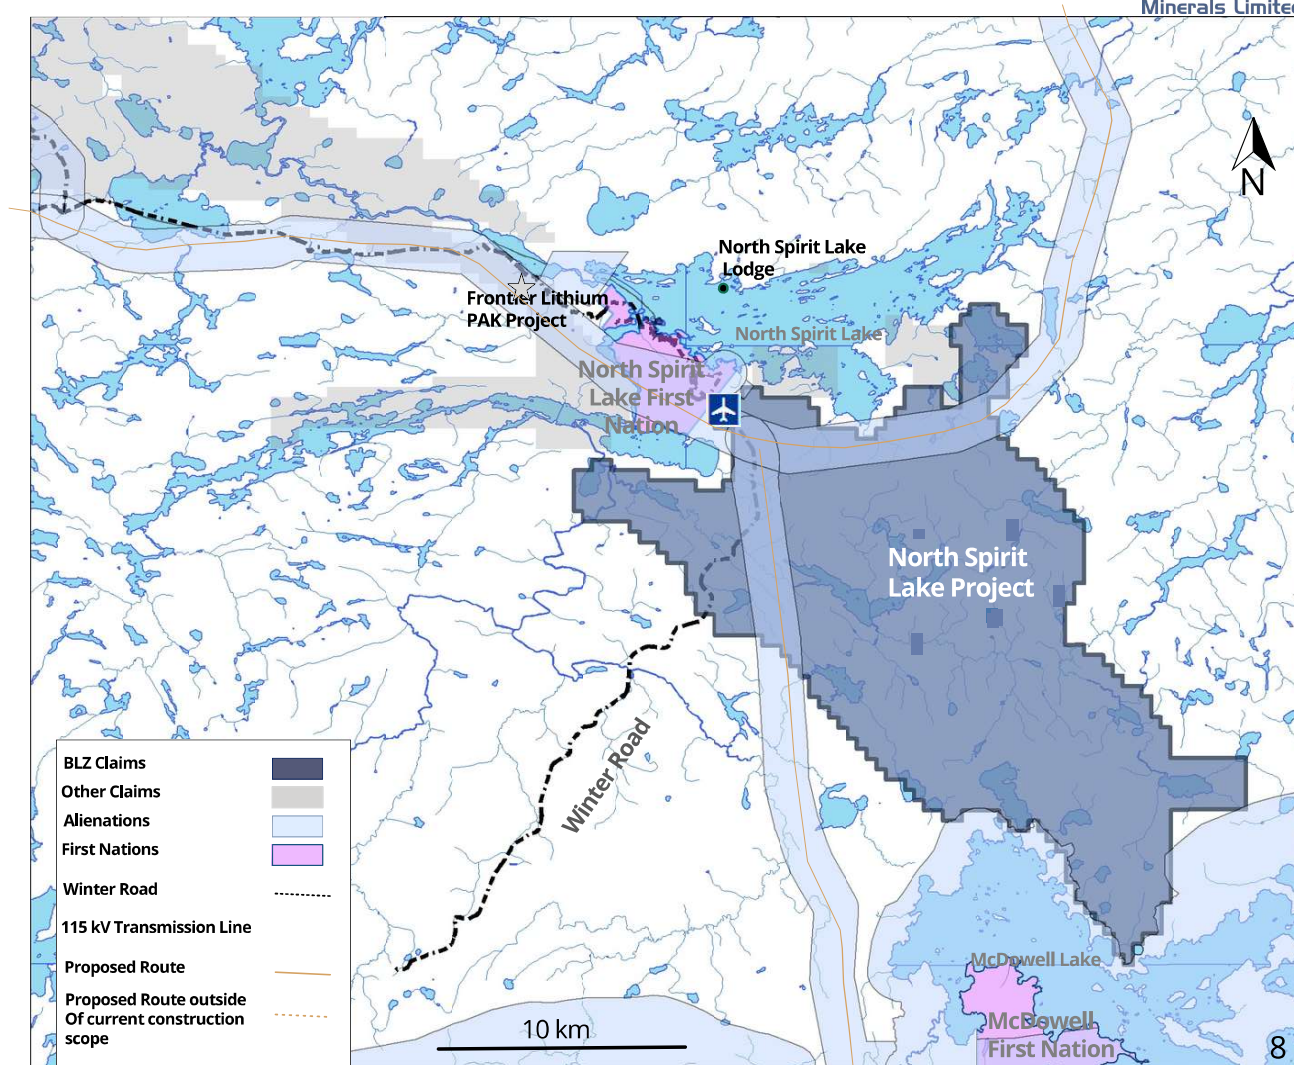 Minerals Limited
N
North Spirit Lake
Lodge
Frontier Lithium
PAK Project
North Spirit Lake
North Spirit
Lake First
Nation
North Spirit
Lake Project
Winter Road
BLZ Claims
Other Claims
Alienations
First Nations
Winter Road
115 kV Transmission Line
Proposed Route
Proposed Route outside
Of current construction
scope
10 km
McDowell Lake
McDowell
First Nation
8